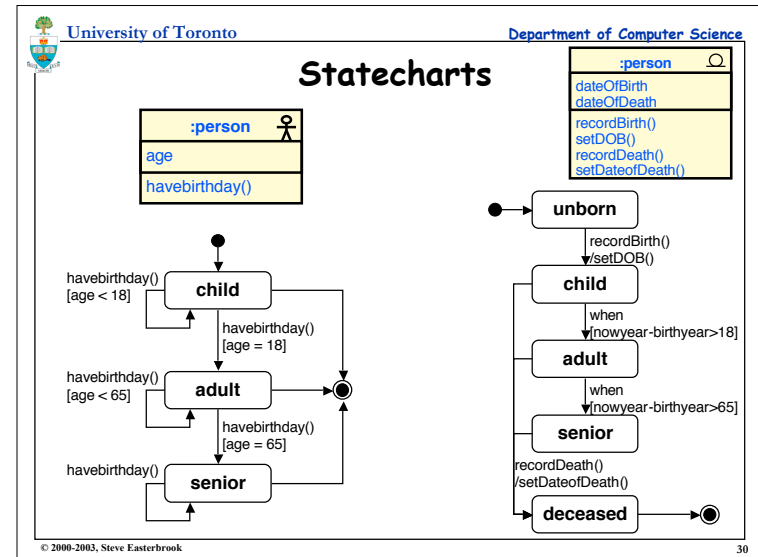 University of Toronto
Department of Computer Science
Statecharts
:person
age
havebirthday()
:person
dateOfBirth
dateOfDeath
recordBirth()
setDOB()
recordDeath()
setDateofDeath()
havebirthday()
[age < 18]
child
havebirthday()
[age = 18]
havebirthday()
[age < 65]
adult
havebirthday()
[age = 65]
havebirthday()
senior
unborn
recordBirth()
/setDOB()
child
when
[nowyear-birthyear>18]
adult
when
[nowyear-birthyear>65]
senior
recordDeath()
/setDateofDeath()
deceased
© 2000-2003, Steve Easterbrook
30